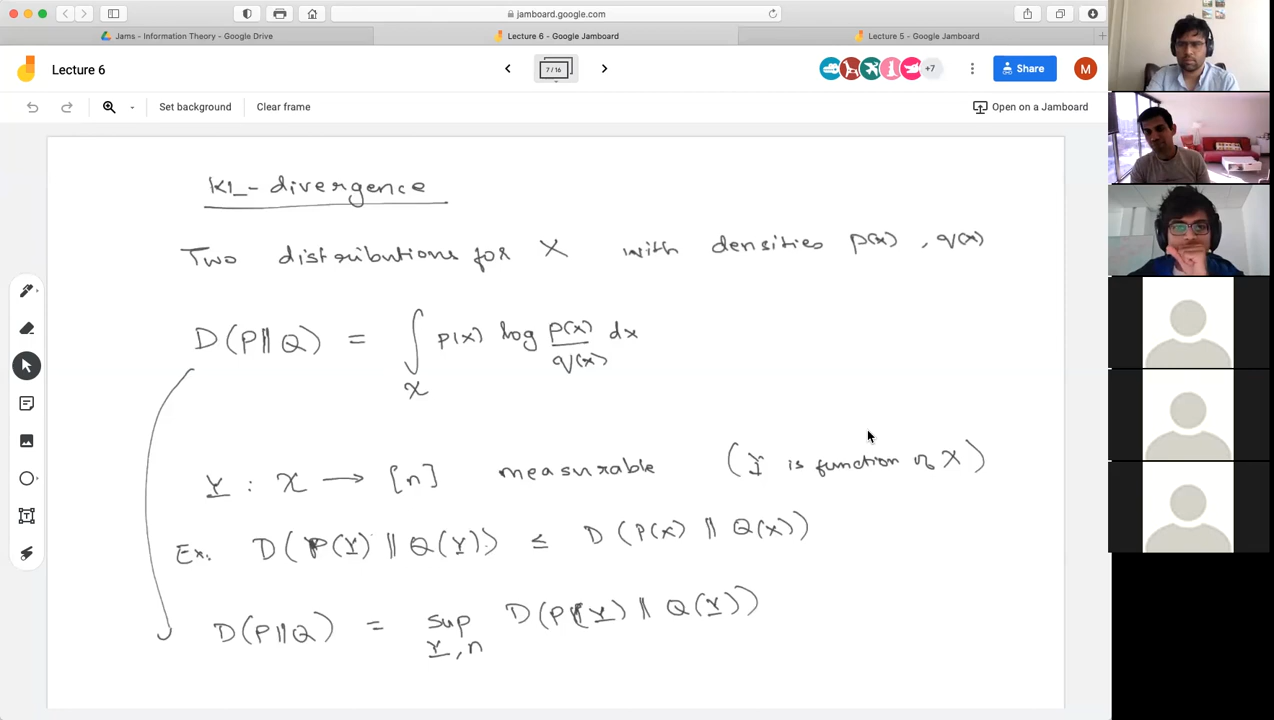 jamboard.google.com
Jams - Information Theory - Google Drive
Lecture 6 - Google Jamboard
Lecture 5 - Google Jamboard
Lecture 6
7 / 16
+7
Share
M
Set background
Clear frame
Open on a Jamboard
KL-divergence
Two distributions for X with densities p(x), q(x)
D(P||Q) = ∫_𝒳 p(x) log p(x)/q(x) dx
Y : 𝒳 → [n] measurable (Y is function of X)
Ex: D(P(Y) || Q(Y)) ≤ D(P(X) || Q(X))
D(P||Q) = sup_{Y,n} D(P(Y) || Q(Y))